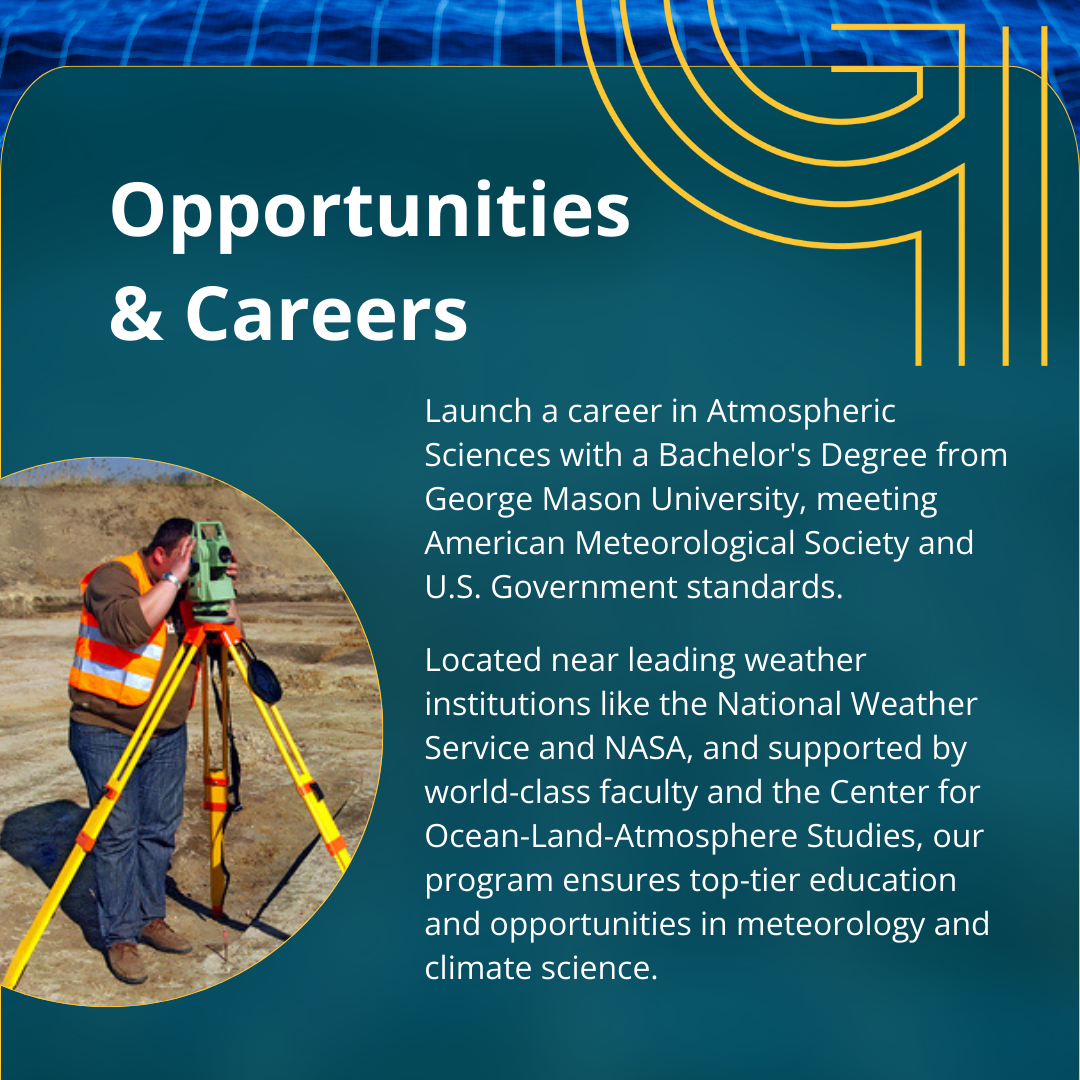 Opportunities
& Careers
Launch a career in Atmospheric
Sciences with a Bachelor's Degree from
George Mason University, meeting
American Meteorological Society and
U.S. Government standards.
Located near leading weather
institutions like the National Weather
Service and NASA, and supported by
world-class faculty and the Center for
Ocean-Land-Atmosphere Studies, our
program ensures top-tier education
and opportunities in meteorology and
climate science.